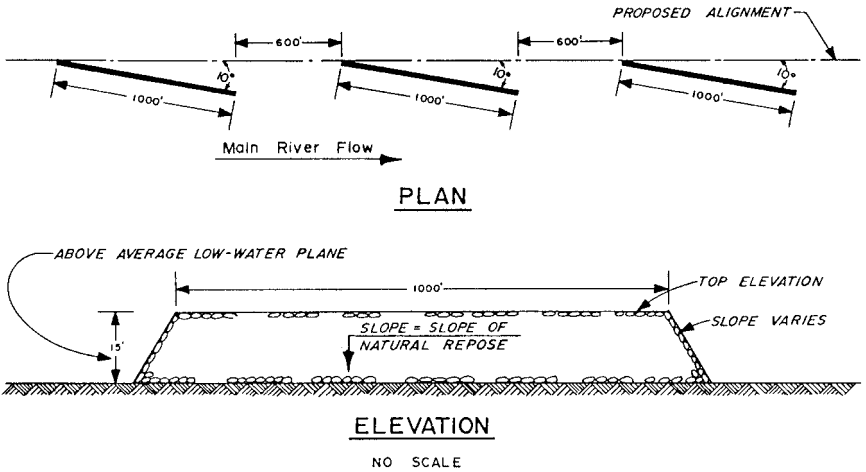 PROPOSED ALIGNMENT
600'
600'
10°
10°
10°
1000'
1000'
1000'
Main River Flow
PLAN
ABOVE AVERAGE LOW-WATER PLANE
1000'
TOP ELEVATION
SLOPE VARIES
15'
SLOPE = SLOPE OF
NATURAL REPOSE
ELEVATION
NO SCALE